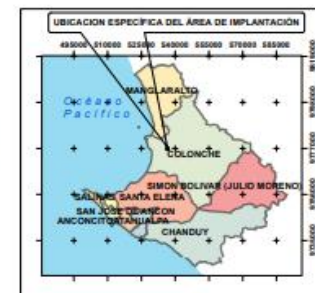 UBICACION ESPECÍFICA DEL ÁREA DE IMPLANTACIÓN
495000 510000 525000 540000 555000 570000 585000
MANGLARALTO
Océano
Pacífico
COLONCHE
SIMON BOLIVAR (JULIO MORENO)
SALINAS SANTA ELENA
SAN JOSE DE ANCON
ANCONCITO ATAHUALPA
CHANDUY